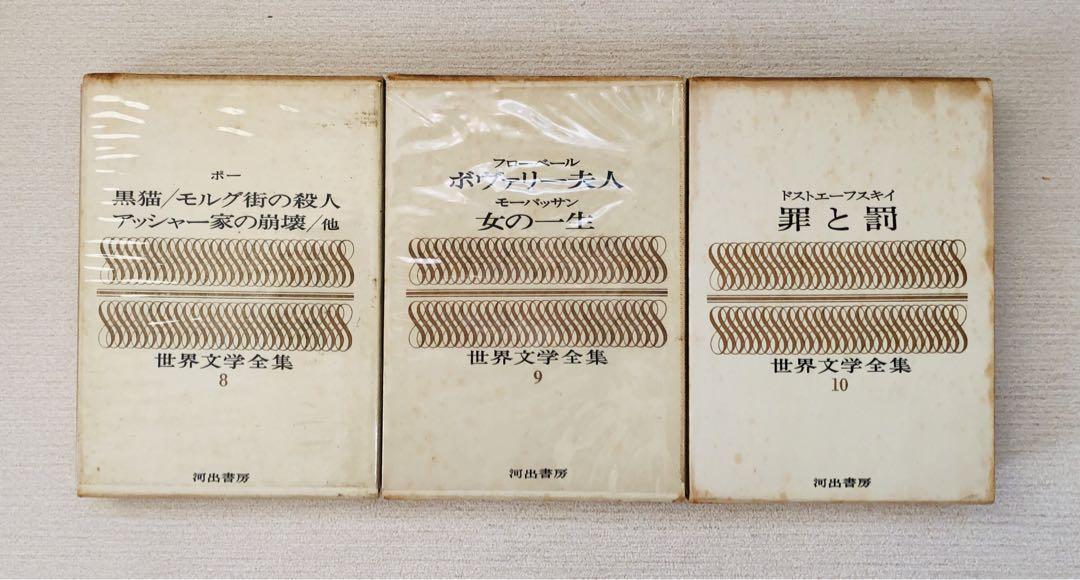 ポー
黒猫/モルグ街の殺人
アッシャー家の崩壊/他
世界文学全集
8
河出書房
フローベール
ボヴァリー夫人
モーパッサン
女の一生
世界文学全集
9
河出書房
ドストエーフスキイ
罪と罰
世界文学全集
10
河出書房